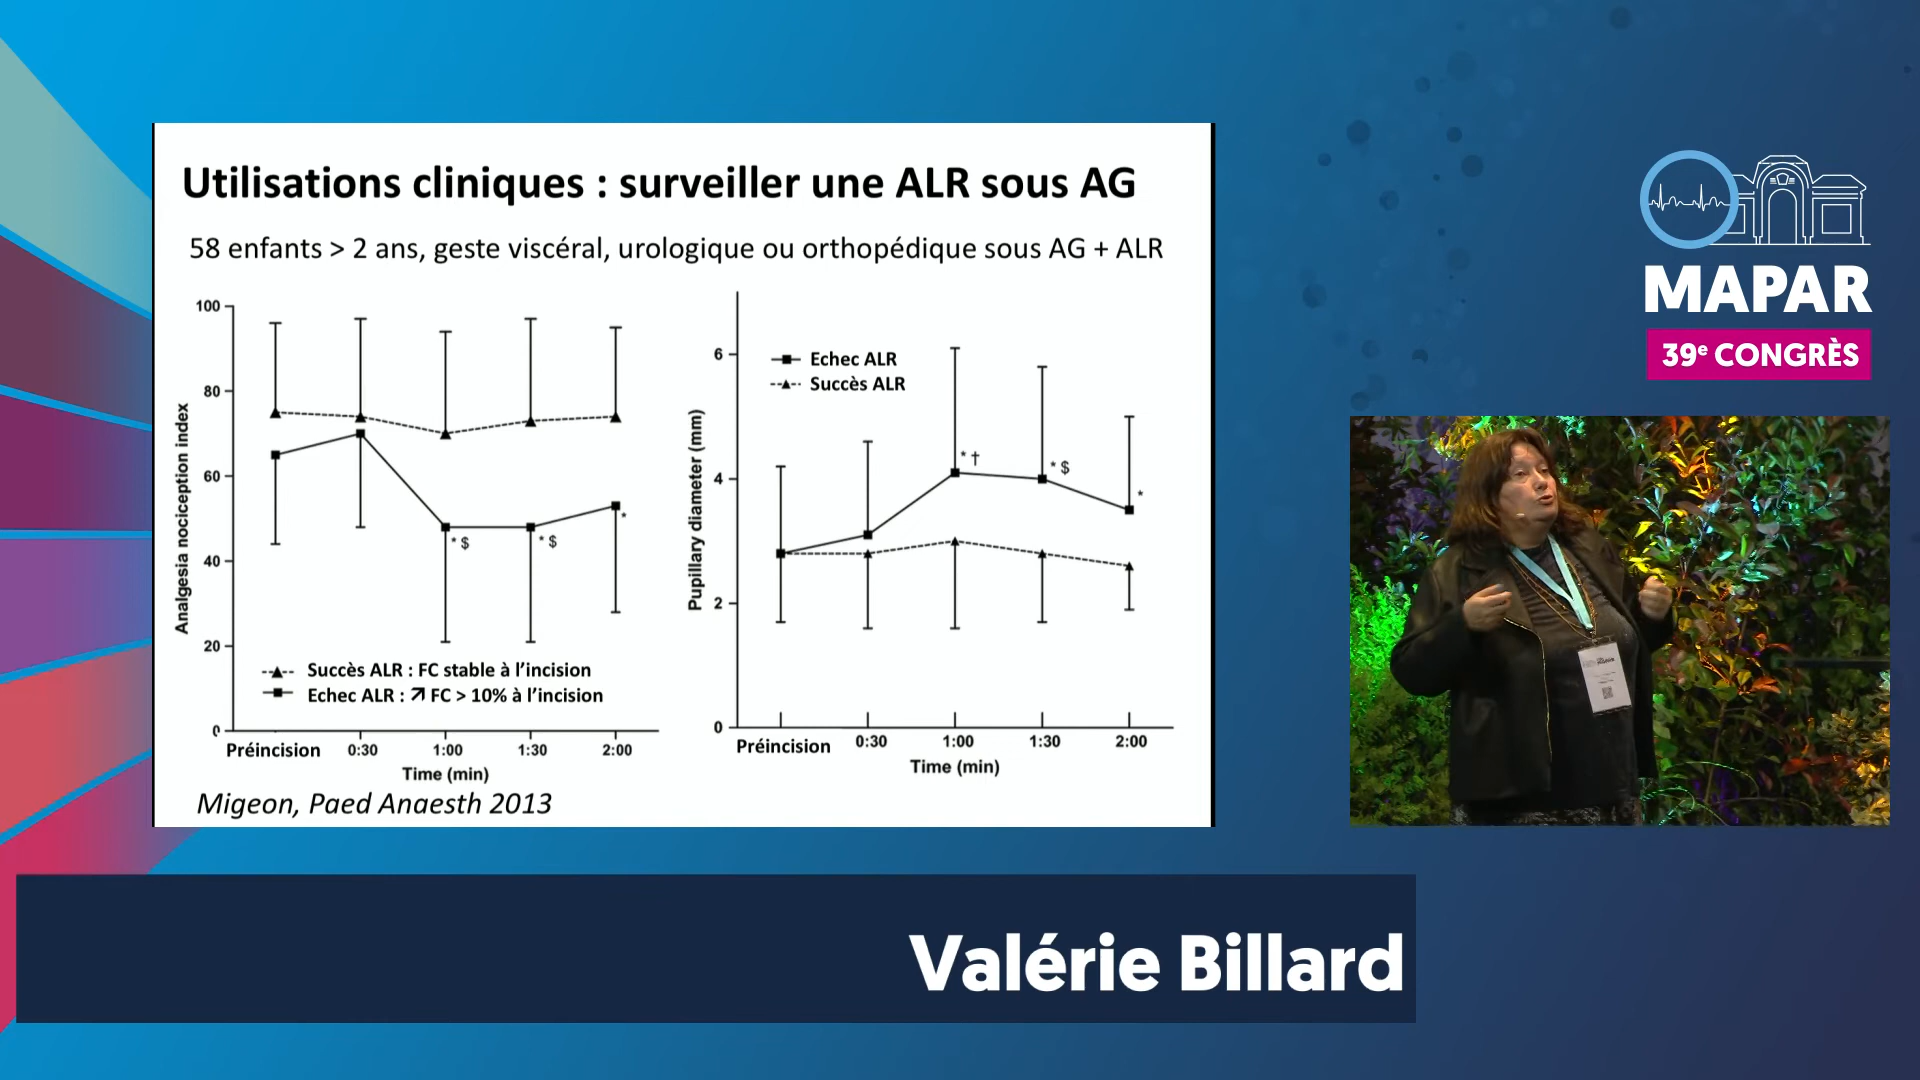 Utilisations cliniques : surveiller une ALR sous AG
58 enfants > 2 ans, geste viscéral, urologique ou orthopédique sous AG + ALR
Analgesia nociception index
100
80
60
40
20
0
* $
* $
*
Succès ALR : FC stable à l'incision
Echec ALR : ↗ FC > 10% à l'incision
Préincision 0:30 1:00 1:30 2:00
Time (min)
Pupillary diameter (mm)
6
4
2
0
Echec ALR
Succès ALR
* †
* $
*
Préincision 0:30 1:00 1:30 2:00
Time (min)
Migeon, Paed Anaesth 2013
MAPAR
39e CONGRÈS
Valérie Billard